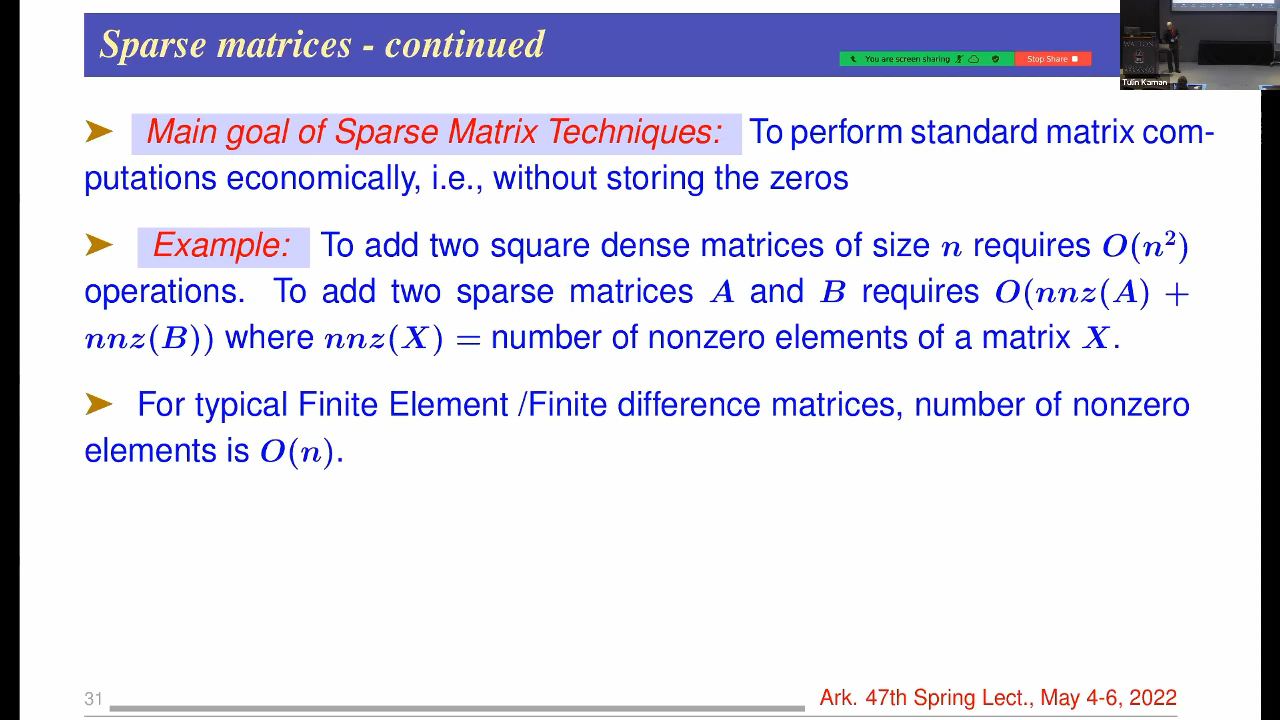 Sparse matrices - continued
You are screen sharing
Stop Share
Tulin Kaman
➤ Main goal of Sparse Matrix Techniques: To perform standard matrix com-
putations economically, i.e., without storing the zeros
➤ Example: To add two square dense matrices of size n requires O(n²)
operations. To add two sparse matrices A and B requires O(nnz(A) +
nnz(B)) where nnz(X) = number of nonzero elements of a matrix X.
➤ For typical Finite Element /Finite difference matrices, number of nonzero
elements is O(n).
31
Ark. 47th Spring Lect., May 4-6, 2022